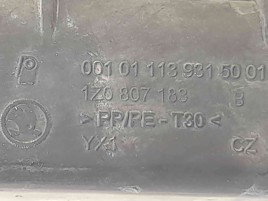 P 001 01 113 931 50 01
1Z0 807 183 B
>PP/PE-T30<
YX1 CZ